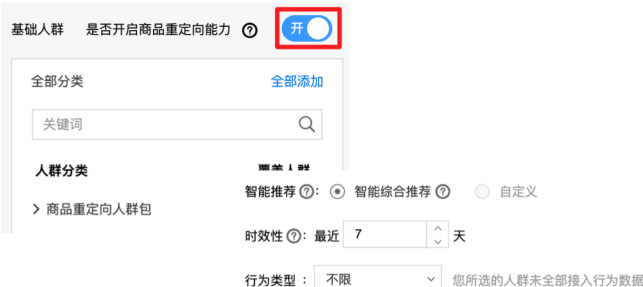 基础人群 是否开启商品重定向能力 ? 开
全部分类 全部添加
关键词
人群分类 覆盖人群
> 商品重定向人群包
智能推荐 ?: 智能综合推荐 ? 自定义
时效性 ?: 最近 7 天
行为类型 : 不限 您所选的人群未全部接入行为数据